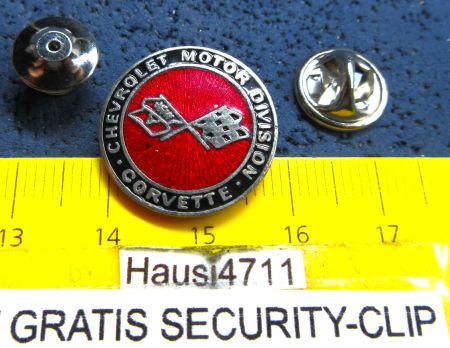 CHEVROLET MOTOR DIVISION
· CORVETTE ·
13 14 15 16 17
Hausi4711
GRATIS SECURITY-CLIP